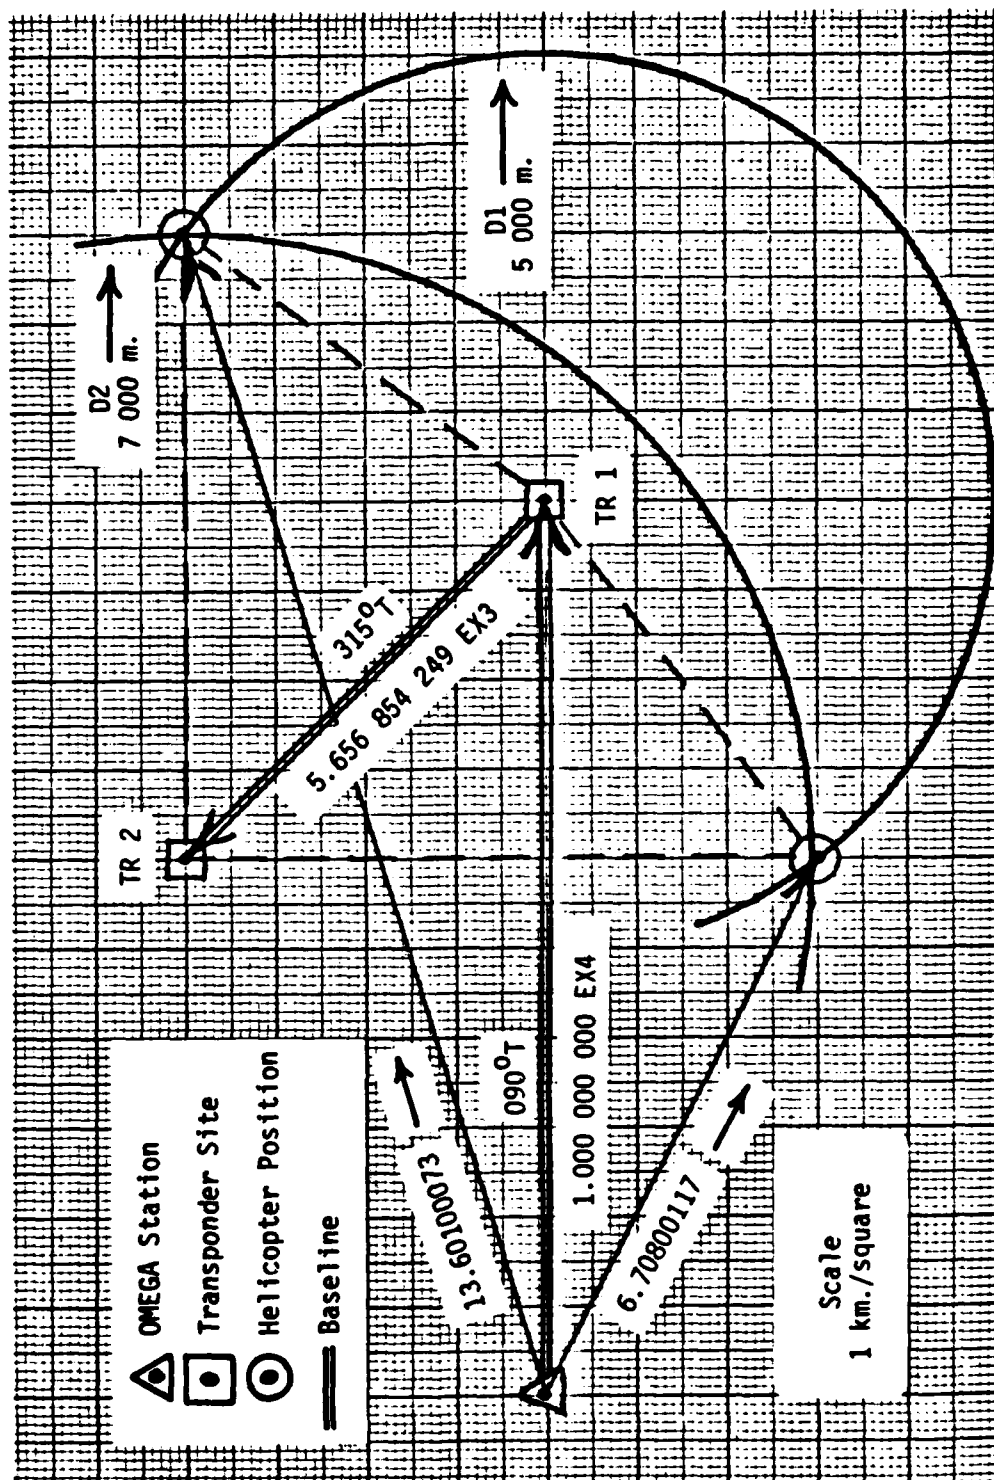 OMEGA Station
Transponder Site
Helicopter Position
Baseline
TR 2
D2
7 000 m.
315°T
5.656 854 249 EX3
D1
5 000 m.
TR 1
13.60100073
090°T
1.000 000 000 EX4
6.70800117
Scale
1 km./square